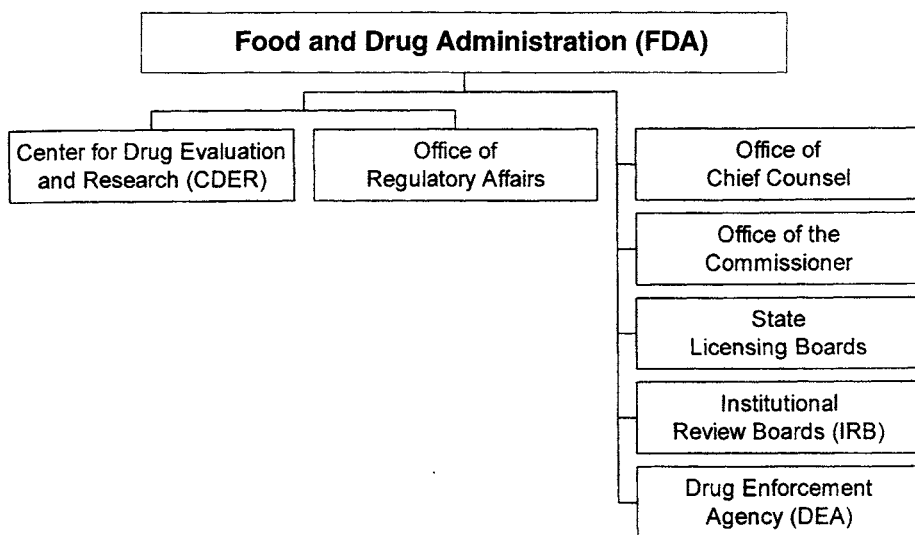 Food and Drug Administration (FDA)
Center for Drug Evaluation
and Research (CDER)
Office of
Regulatory Affairs
Office of
Chief Counsel
Office of the
Commissioner
State
Licensing Boards
Institutional
Review Boards (IRB)
Drug Enforcement
Agency (DEA)